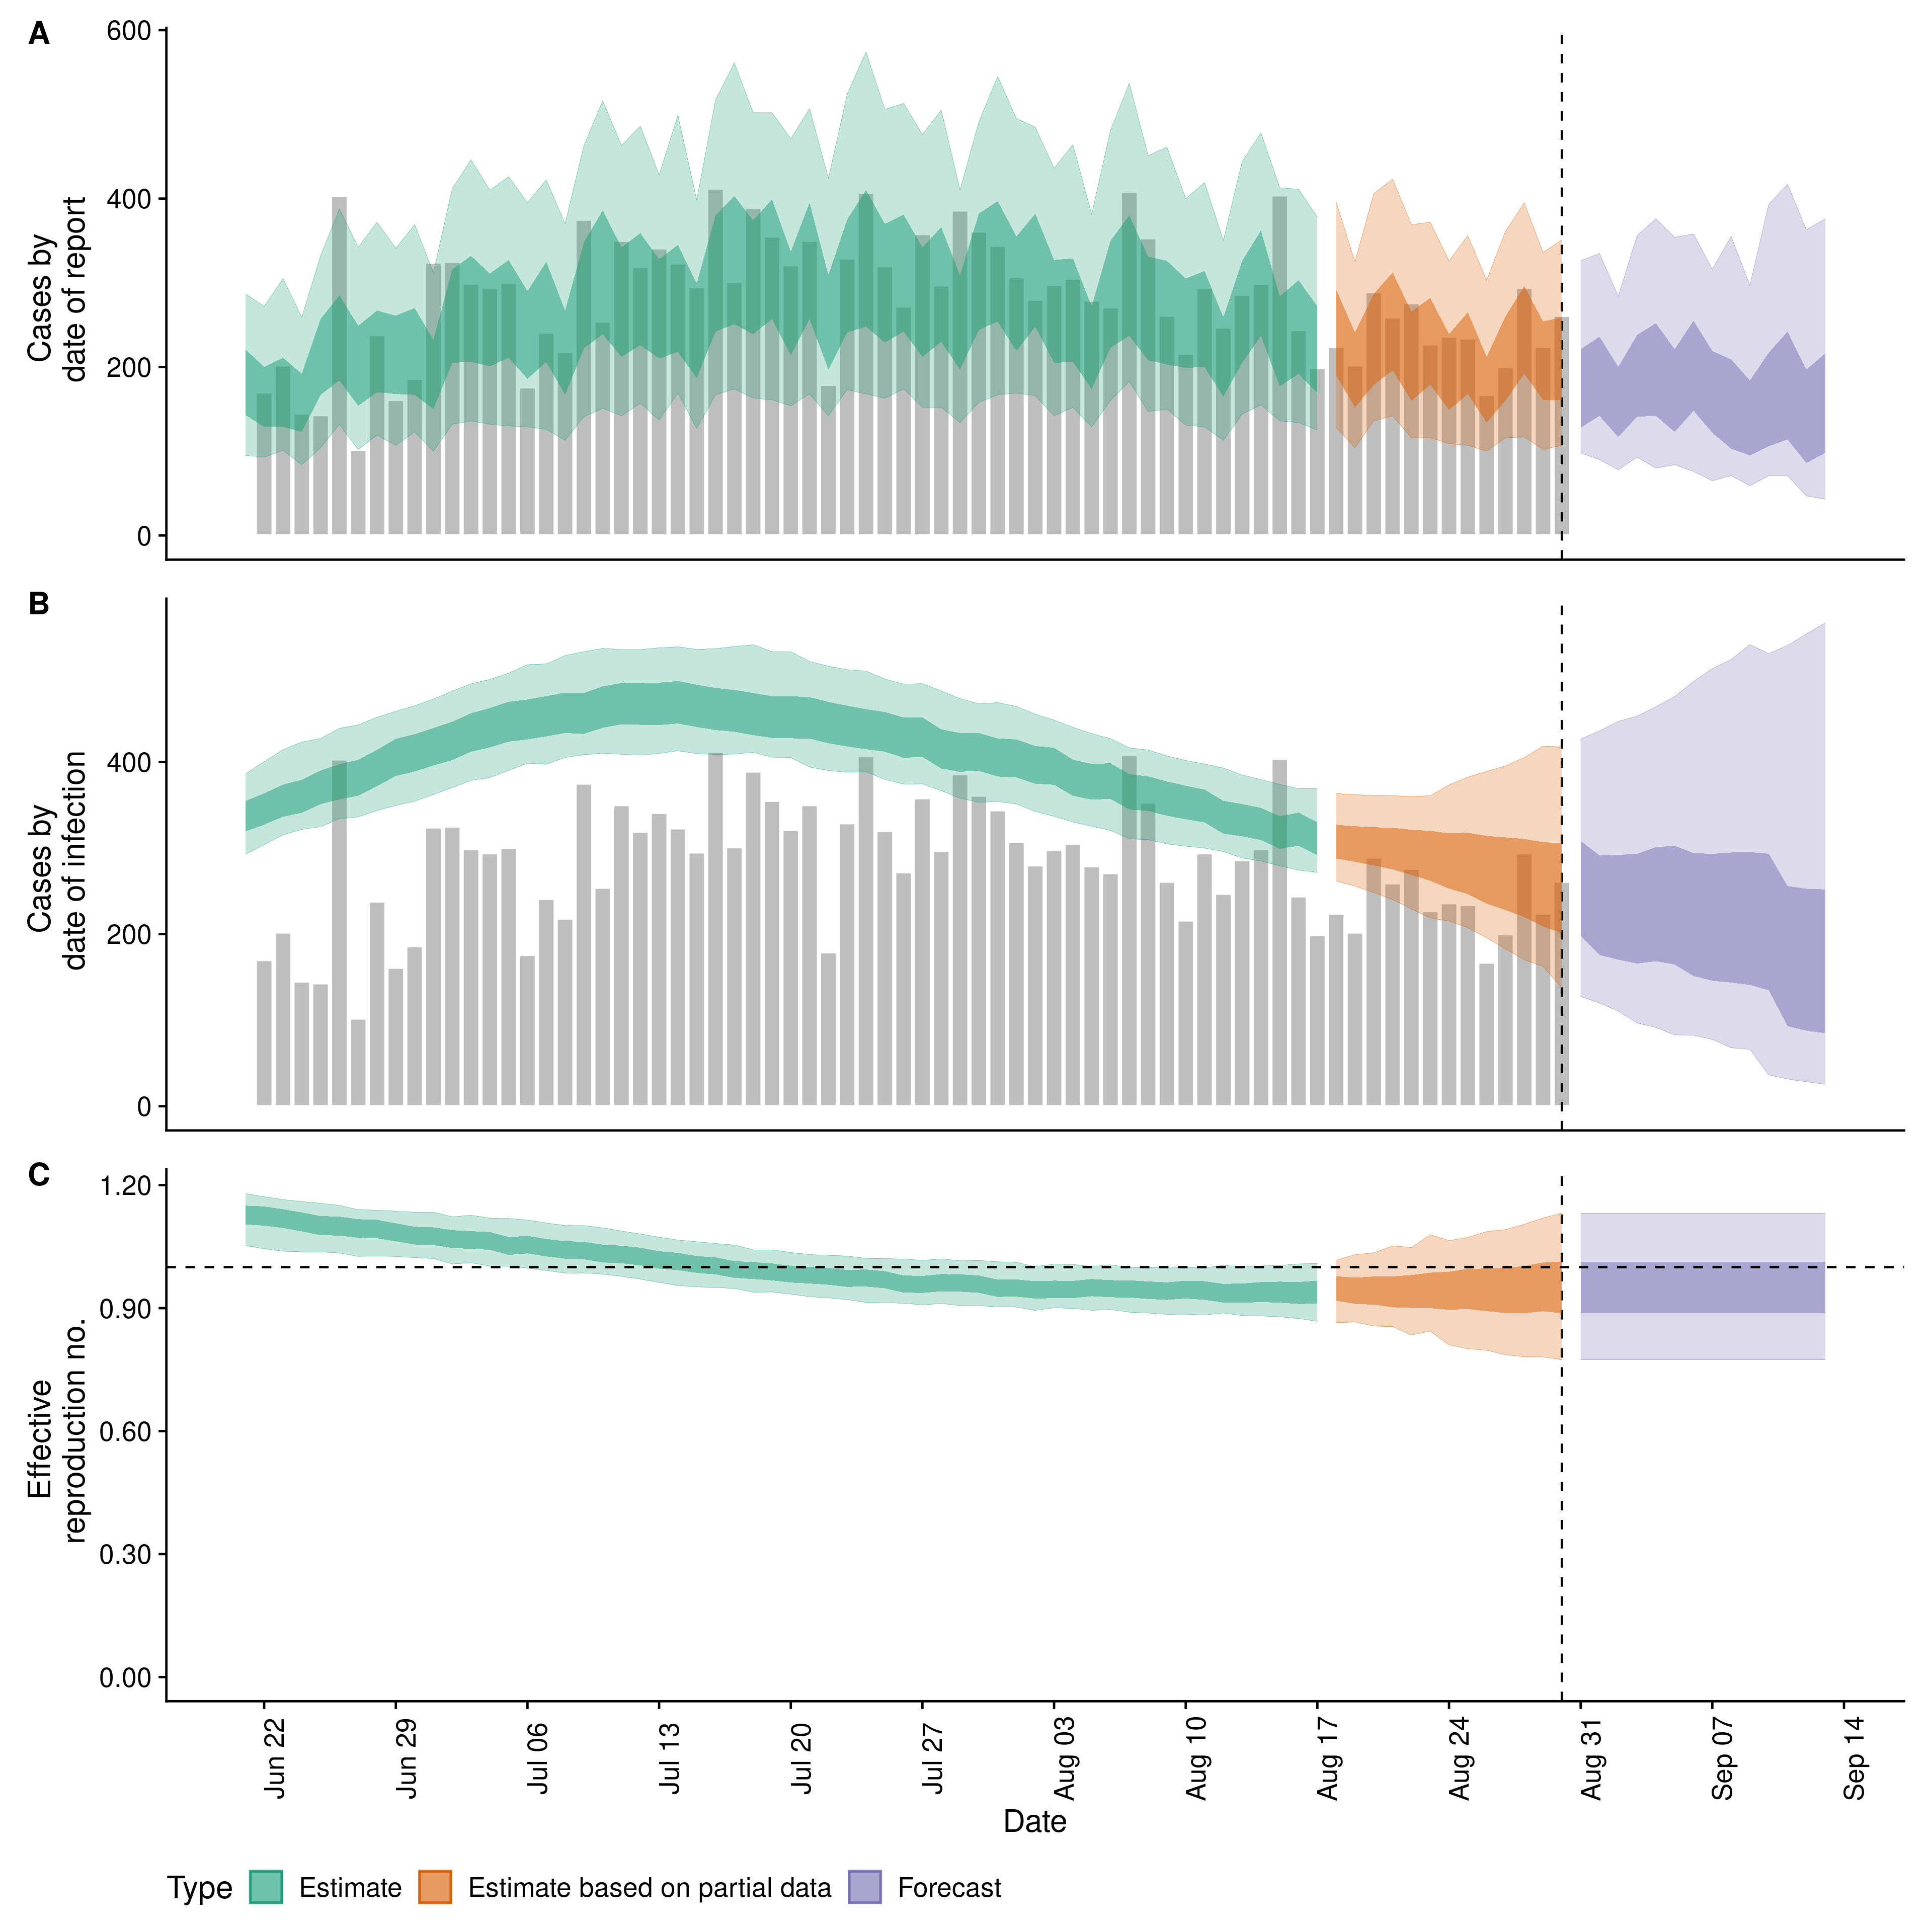 A
Cases by
date of report
600
400
200
0
B
Cases by
date of infection
400
200
0
C
Effective
reproduction no.
1.20
0.90
0.60
0.30
0.00
Jun 22
Jun 29
Jul 06
Jul 13
Jul 20
Jul 27
Aug 03
Aug 10
Aug 17
Aug 24
Aug 31
Sep 07
Sep 14
Date
Type Estimate Estimate based on partial data Forecast